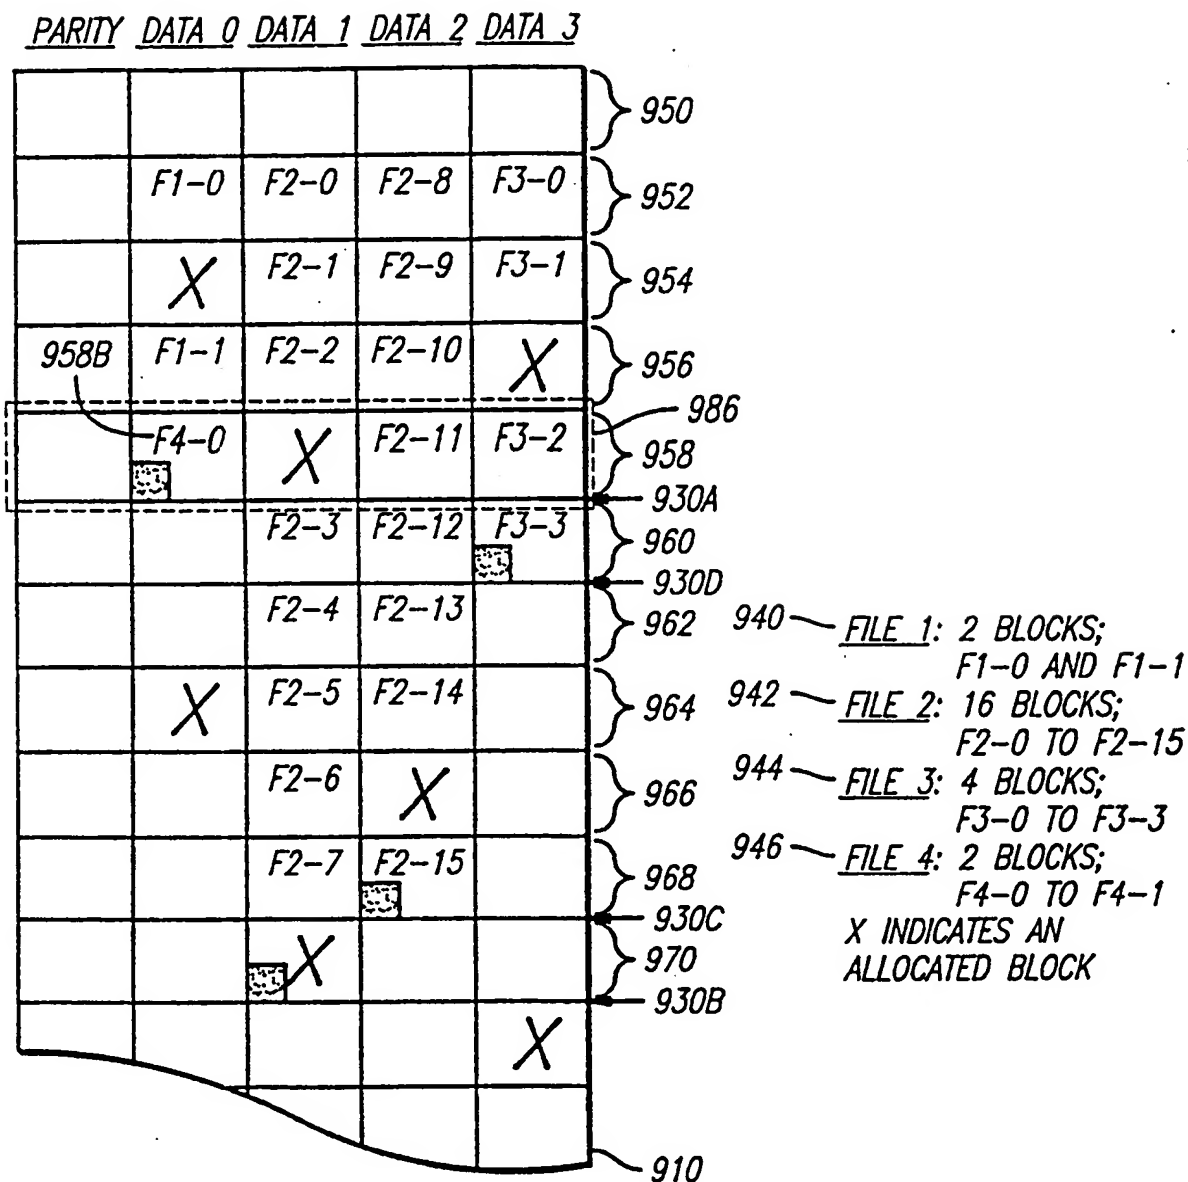 PARITY DATA 0 DATA 1 DATA 2 DATA 3
950
F1-0 F2-0 F2-8 F3-0 952
X F2-1 F2-9 F3-1 954
958B F1-1 F2-2 F2-10 X 956
986
F4-0 X F2-11 F3-2 958
930A
F2-3 F2-12 F3-3 960
930D
F2-4 F2-13 962
X F2-5 F2-14 964
F2-6 X 966
F2-7 F2-15 968
930C
X 970
930B
X
910
940 FILE 1: 2 BLOCKS;
F1-0 AND F1-1
942 FILE 2: 16 BLOCKS;
F2-0 TO F2-15
944 FILE 3: 4 BLOCKS;
F3-0 TO F3-3
946 FILE 4: 2 BLOCKS;
F4-0 TO F4-1
X INDICATES AN
ALLOCATED BLOCK